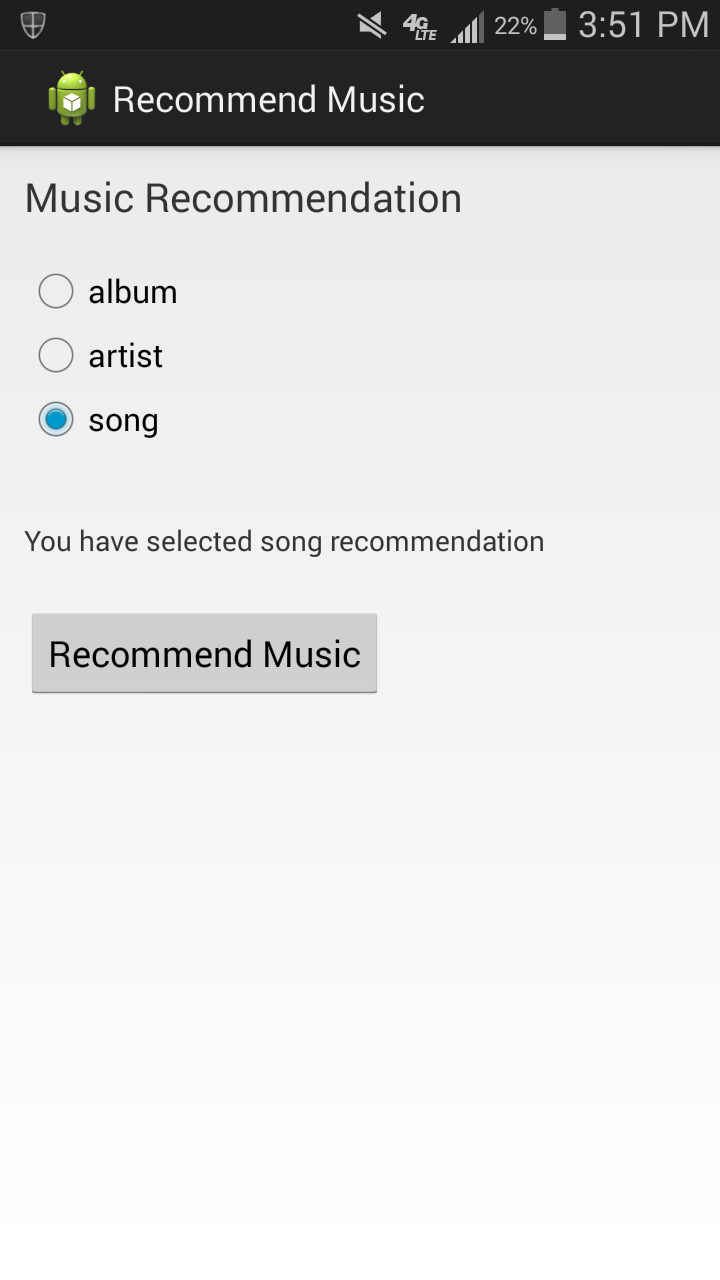 4G LTE 22% 3:51 PM
Recommend Music
Music Recommendation
album
artist
song
You have selected song recommendation
Recommend Music